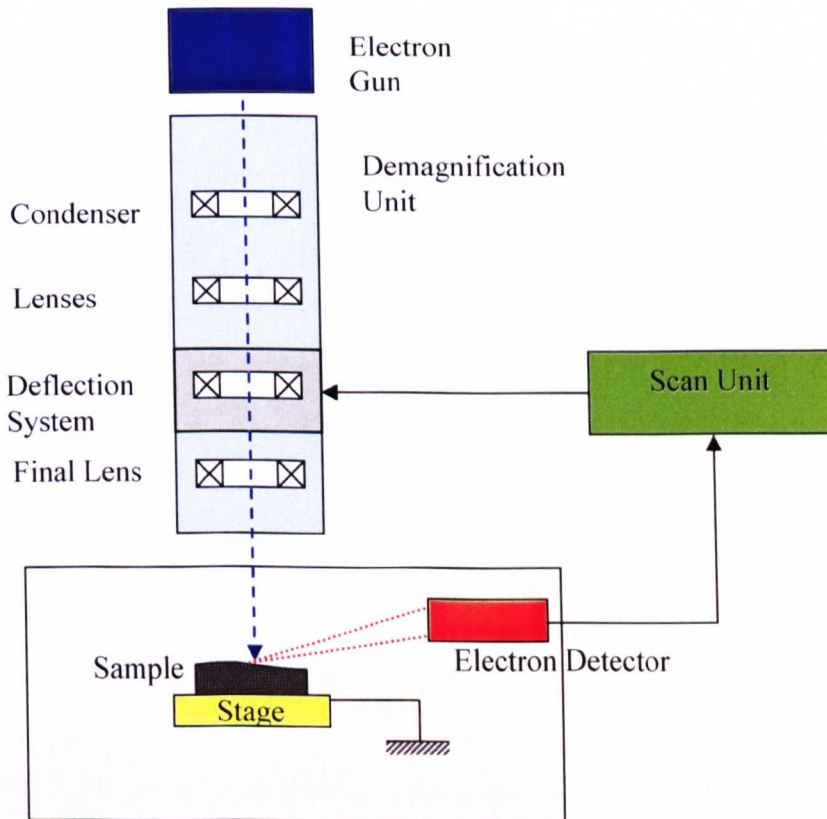 Electron
Gun
Demagnification
Unit
Condenser
Lenses
Deflection
System
Scan Unit
Final Lens
Sample
Electron Detector
Stage